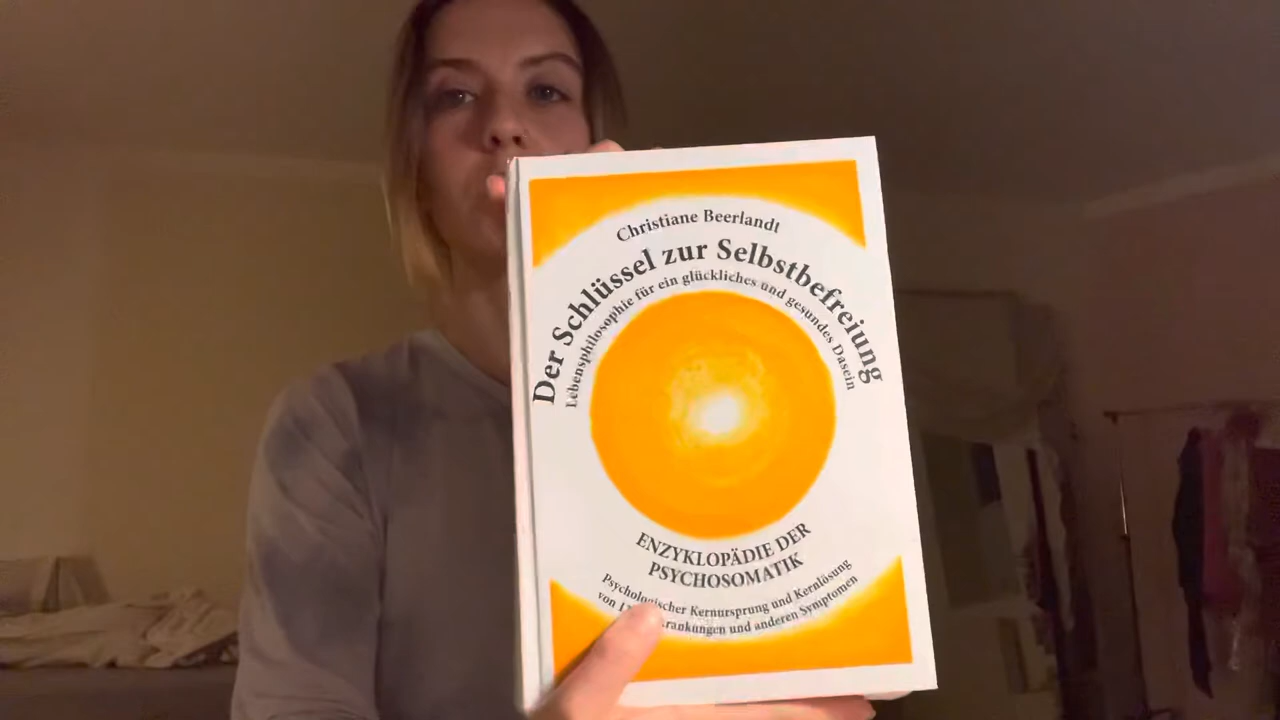 Christiane Beerlandt
Der Schlüssel zur Selbstbefreiung
Lebensphilosophie für ein glückliches und gesundes Dasein
ENZYKLOPÄDIE DER
PSYCHOSOMATIK
Psychologischer Kernursprung und Kernlösung
von und anderen Symptomen